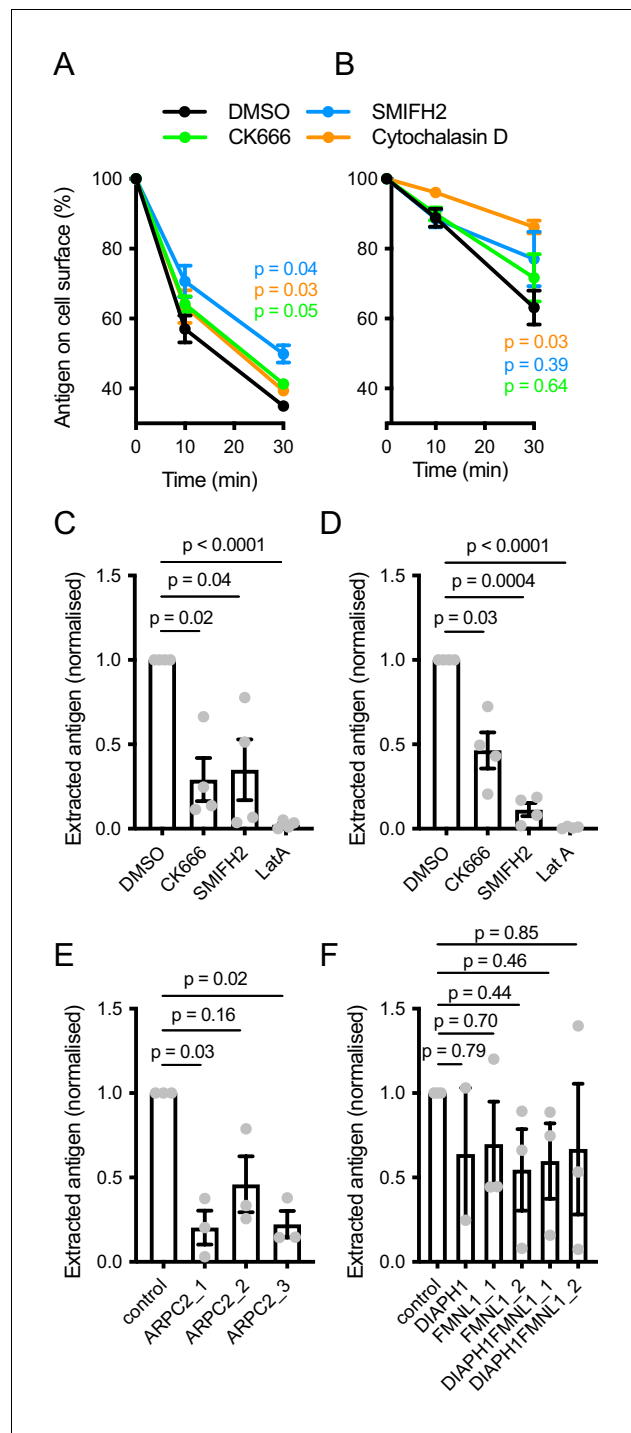 A
B
DMSO
SMIFH2
CK666
Cytochalasin D
Antigen on cell surface (%)
100
80
60
40
p = 0.04
p = 0.03
p = 0.05
0
10
20
30
Time (min)
100
80
60
40
p = 0.03
p = 0.39
p = 0.64
0
10
20
30
Time (min)
C
p < 0.0001
p = 0.04
p = 0.02
Extracted antigen (normalised)
1.5
1.0
0.5
0.0
DMSO
CK666
SMIFH2
LatA
D
p < 0.0001
p = 0.0004
p = 0.03
Extracted antigen (normalised)
1.5
1.0
0.5
0.0
DMSO
CK666
SMIFH2
Lat A
E
p = 0.02
p = 0.16
p = 0.03
Extracted antigen (normalised)
1.5
1.0
0.5
0.0
control
ARPC2_1
ARPC2_2
ARPC2_3
F
p = 0.85
p = 0.46
p = 0.44
p = 0.70
p = 0.79
Extracted antigen (normalised)
1.5
1.0
0.5
0.0
control
DIAPH1
FMNL1_1
FMNL1_2
DIAPH1FMNL1_1
DIAPH1FMNL1_2